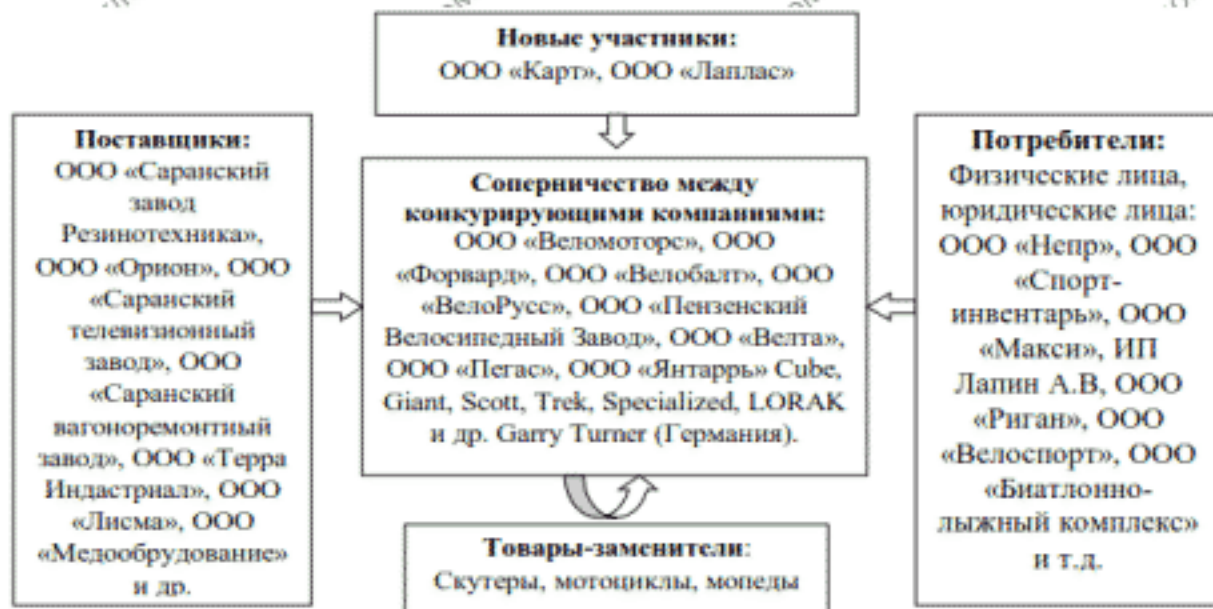 Новые участники:
ООО «Карт», ООО «Лаплас»
Поставщики:
ООО «Саранский
завод
Резинотехника»,
ООО «Орион», ООО
«Саранский
телевизионный
завод», ООО
«Саранский
вагоноремонтный
завод», ООО «Терра
Индастриал», ООО
«Лисма», ООО
«Медообрудование»
и др.
Соперничество между
конкурирующими компаниями:
ООО «Веломоторс», ООО
«Форвард», ООО «Велобалт», ООО
«ВелоРусс», ООО «Пензенский
Велосипедный Завод», ООО «Велта»,
ООО «Пегас», ООО «Янтаррь» Cube,
Giant, Scott, Trek, Specialized, LORAK
и др. Garry Turner (Германия).
Потребители:
Физические лица,
юридические лица:
ООО «Непр», ООО
«Спорт-
инвентарь», ООО
«Макси», ИП
Лапин А.В, ООО
«Риган», ООО
«Велоспорт», ООО
«Биатлонно-
лыжный комплекс»
и т.д.
Товары-заменители:
Скутеры, мотоциклы, мопеды